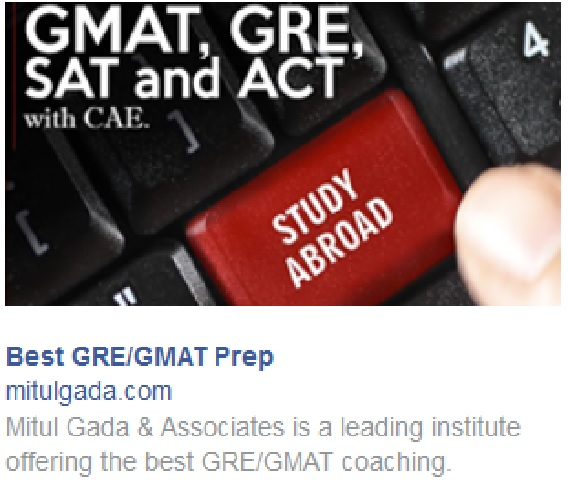 GMAT, GRE,
SAT and ACT
with CAE.
STUDY
ABROAD
4
]
[
"
Best GRE/GMAT Prep
mitulgada.com
Mitul Gada & Associates is a leading institute
offering the best GRE/GMAT coaching.